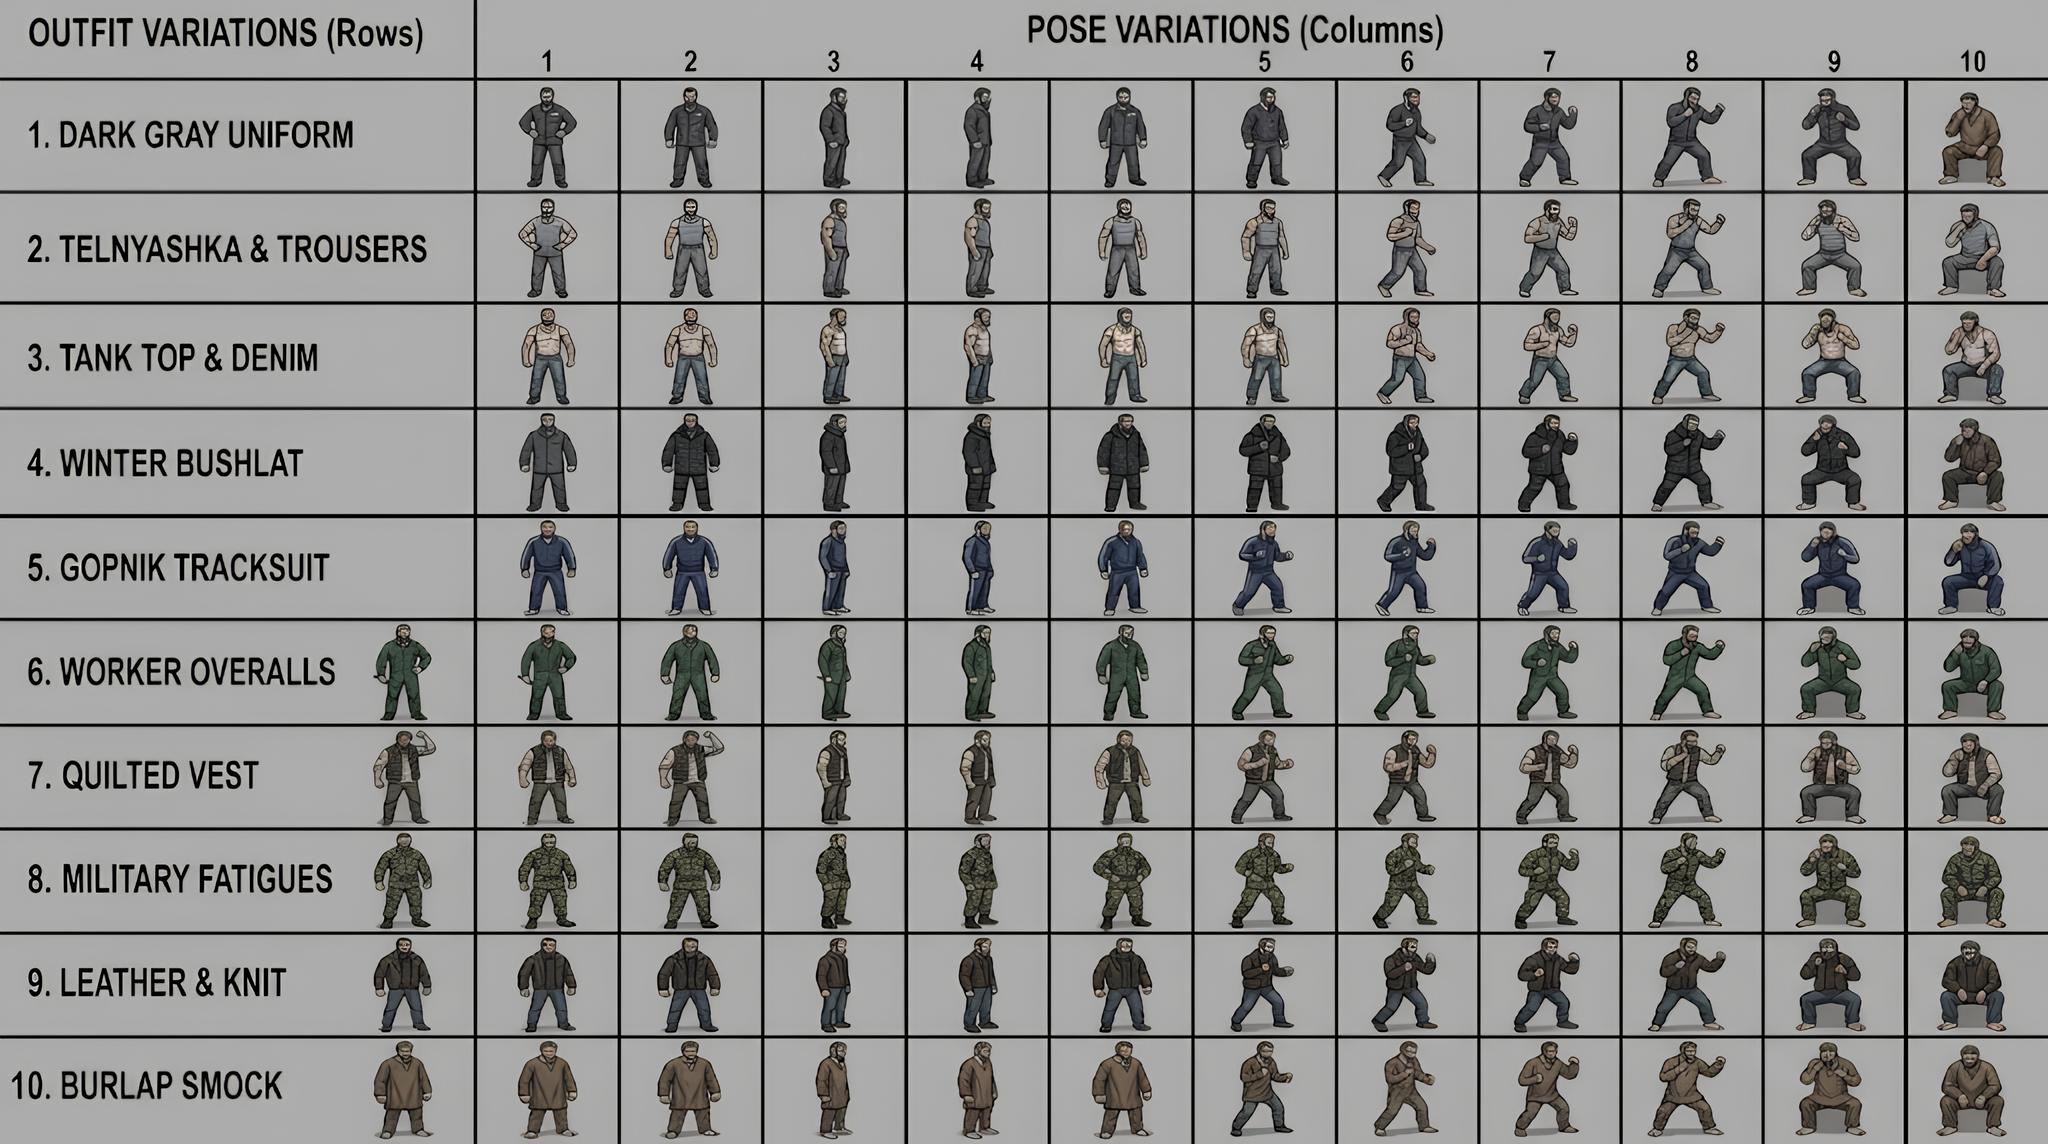 OUTFIT VARIATIONS (Rows)
POSE VARIATIONS (Columns)
1 2 3 4 5 6 7 8 9 10
1. DARK GRAY UNIFORM
2. TELNYASHKA & TROUSERS
3. TANK TOP & DENIM
4. WINTER BUSHLAT
5. GOPNIK TRACKSUIT
6. WORKER OVERALLS
7. QUILTED VEST
8. MILITARY FATIGUES
9. LEATHER & KNIT
10. BURLAP SMOCK